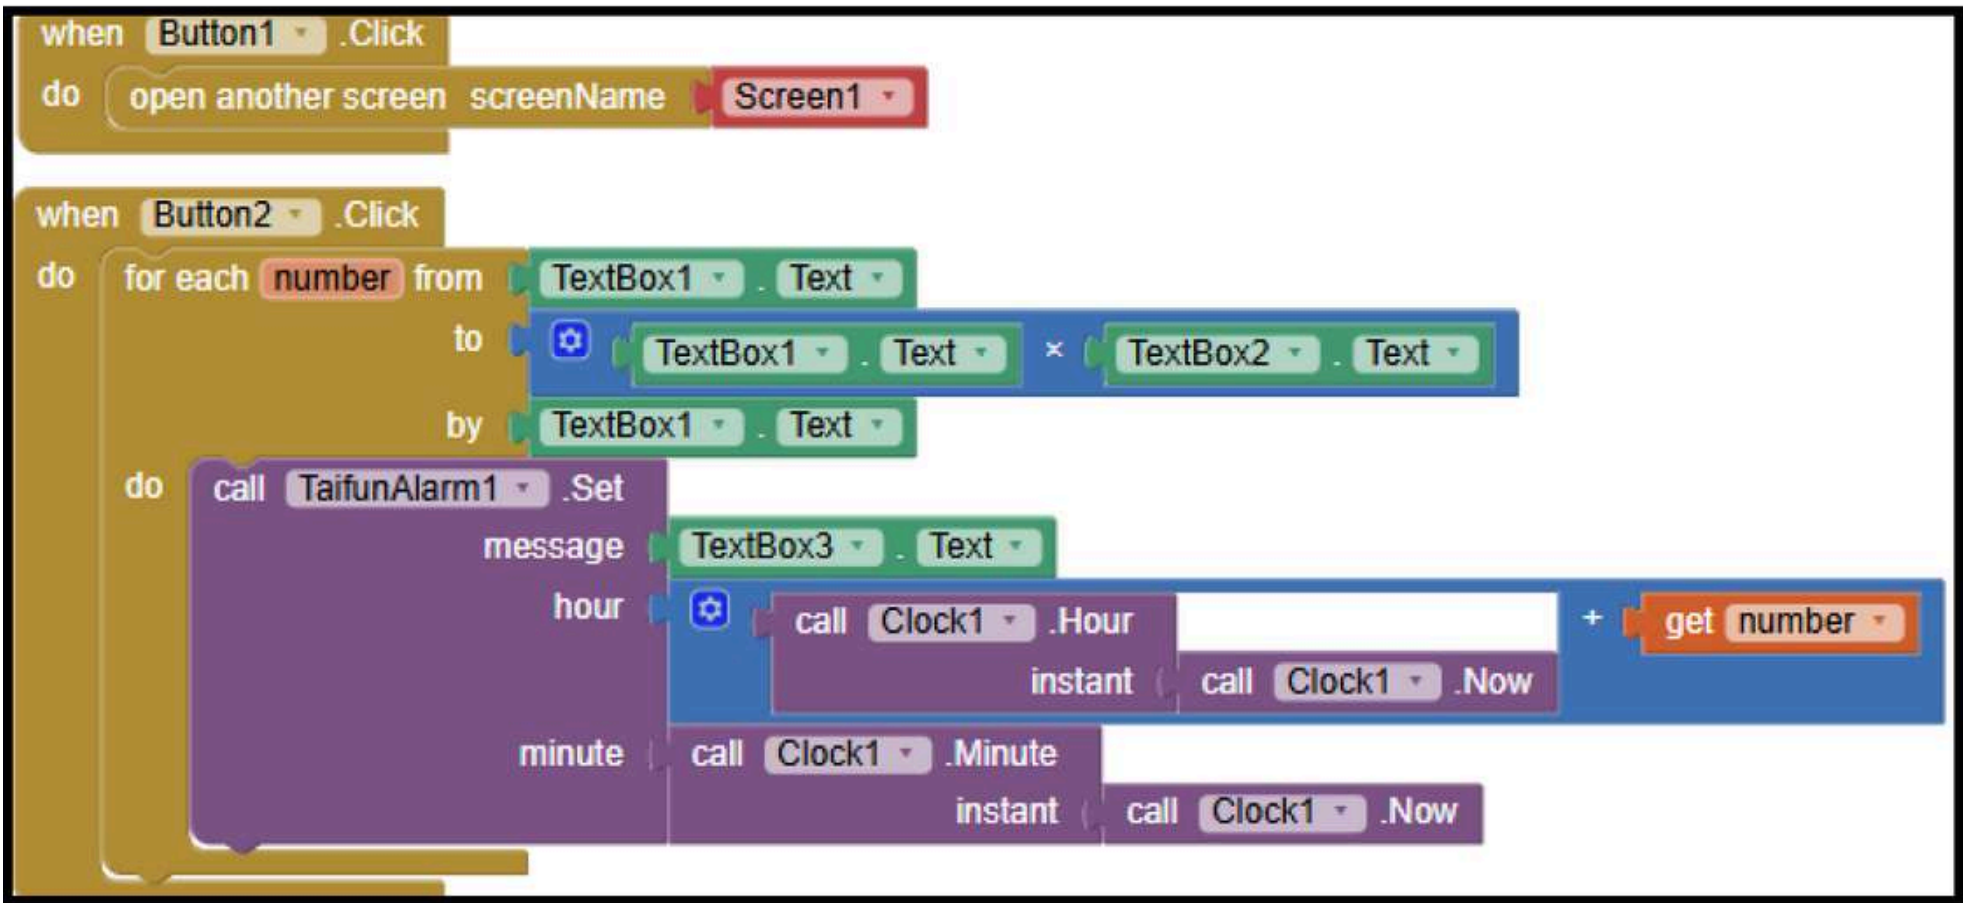 when Button1 .Click
do open another screen screenName Screen1
when Button2 .Click
do for each number from TextBox1 . Text
to TextBox1 . Text × TextBox2 . Text
by TextBox1 . Text
do call TaifunAlarm1 .Set
message TextBox3 . Text
hour call Clock1 .Hour + get number
instant call Clock1 .Now
minute call Clock1 .Minute
instant call Clock1 .Now